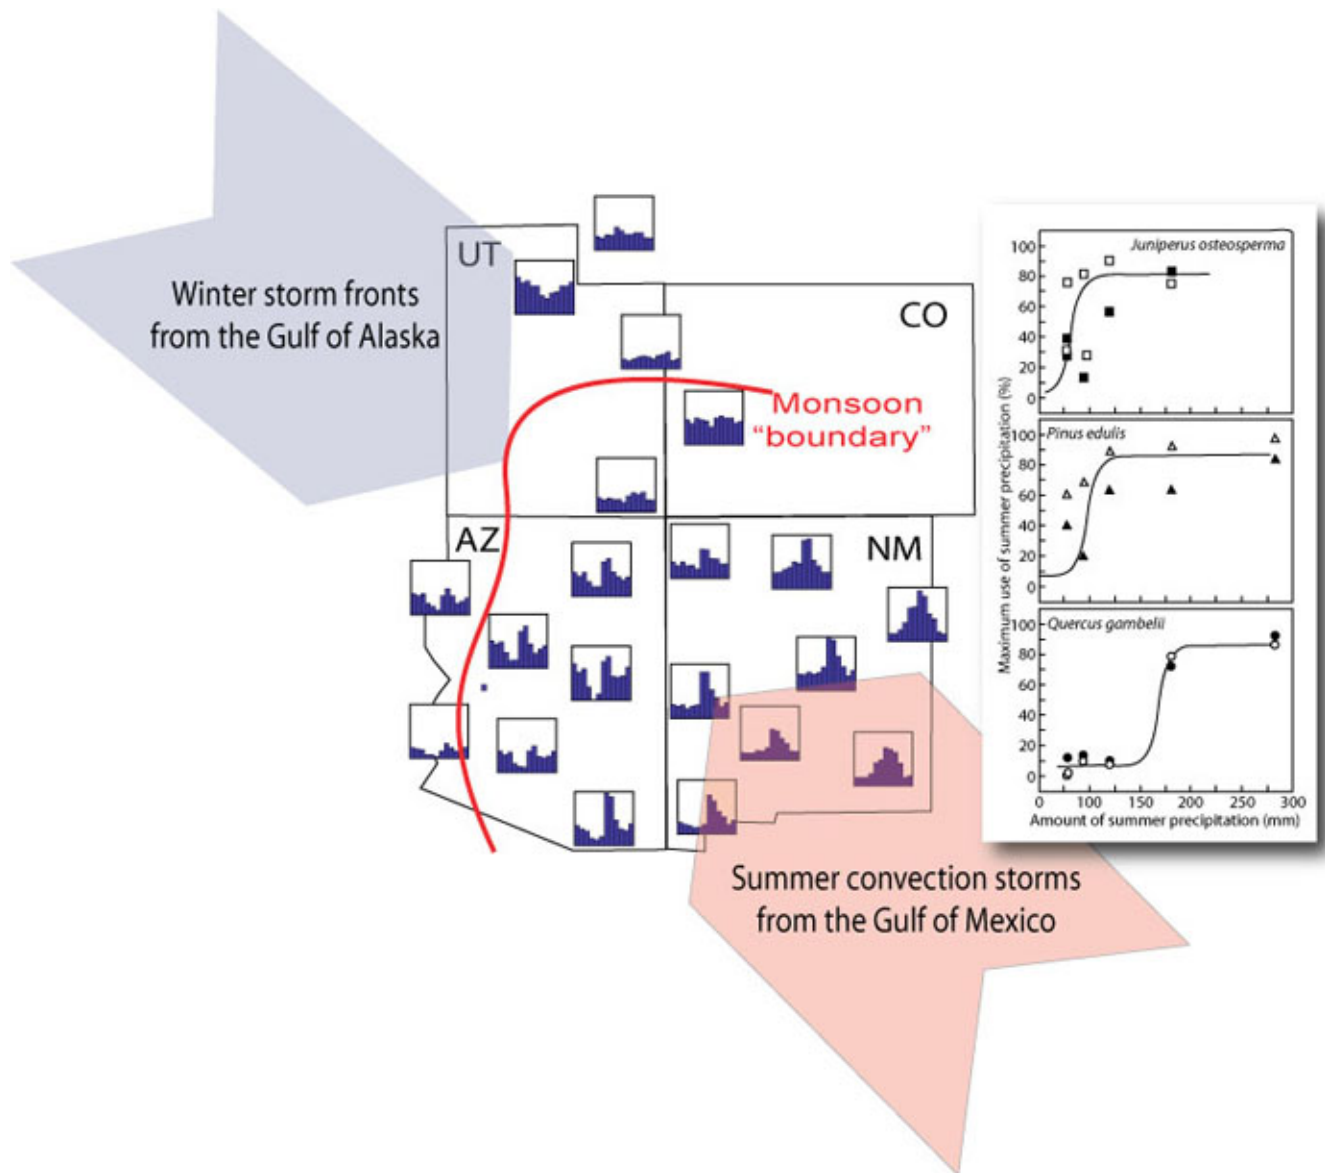 UT
Winter storm fronts
from the Gulf of Alaska
CO
Monsoon
"boundary"
AZ
NM
Summer convection storms
from the Gulf of Mexico
Maximum use of summer precipitation (%)
Juniperus osteosperma
100
80
60
40
20
0
Pinus edulis
100
80
60
40
20
0
Quercus gambelii
100
80
60
40
20
0
0 100 150 200 250 300
Amount of summer precipitation (mm)